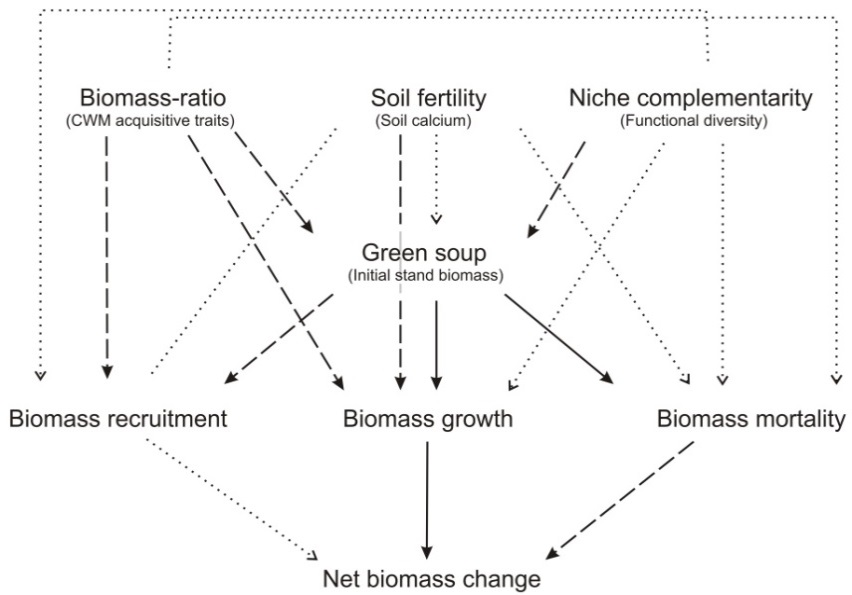 Biomass-ratio
(CWM acquisitive traits)
Soil fertility
(Soil calcium)
Niche complementarity
(Functional diversity)
Green soup
(Initial stand biomass)
Biomass recruitment
Biomass growth
Biomass mortality
Net biomass change